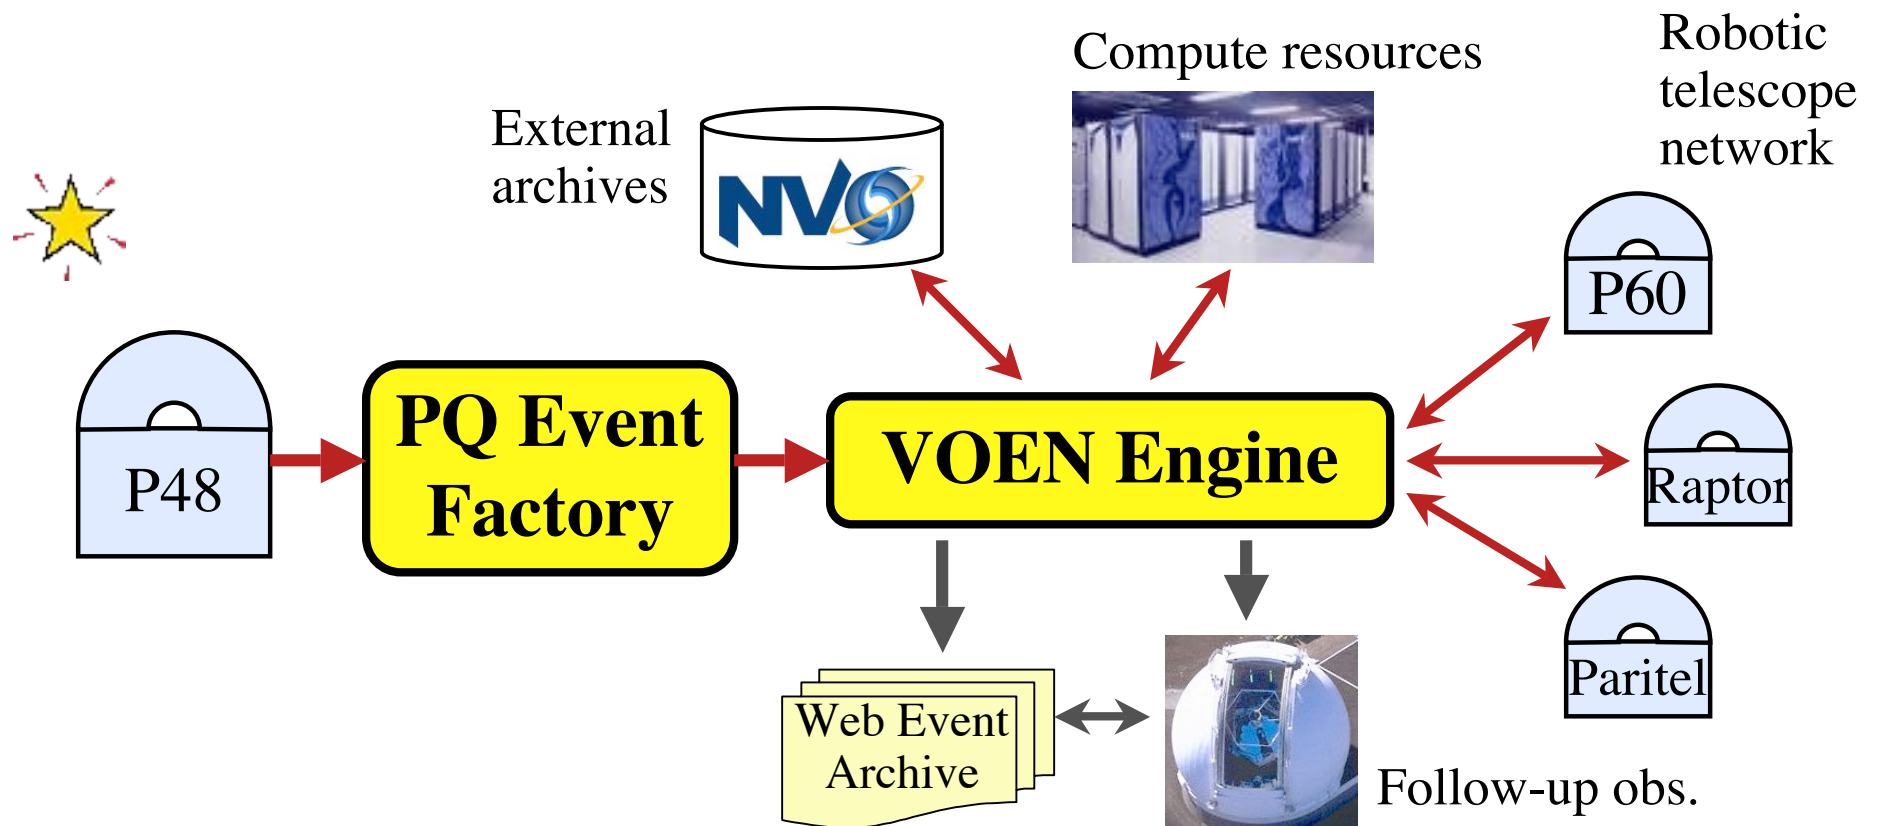 Compute resources
Robotic
telescope
network
External
archives
NVO
P60
PQ Event
Factory
VOEN Engine
P48
Raptor
Paritel
Web Event
Archive
Follow-up obs.